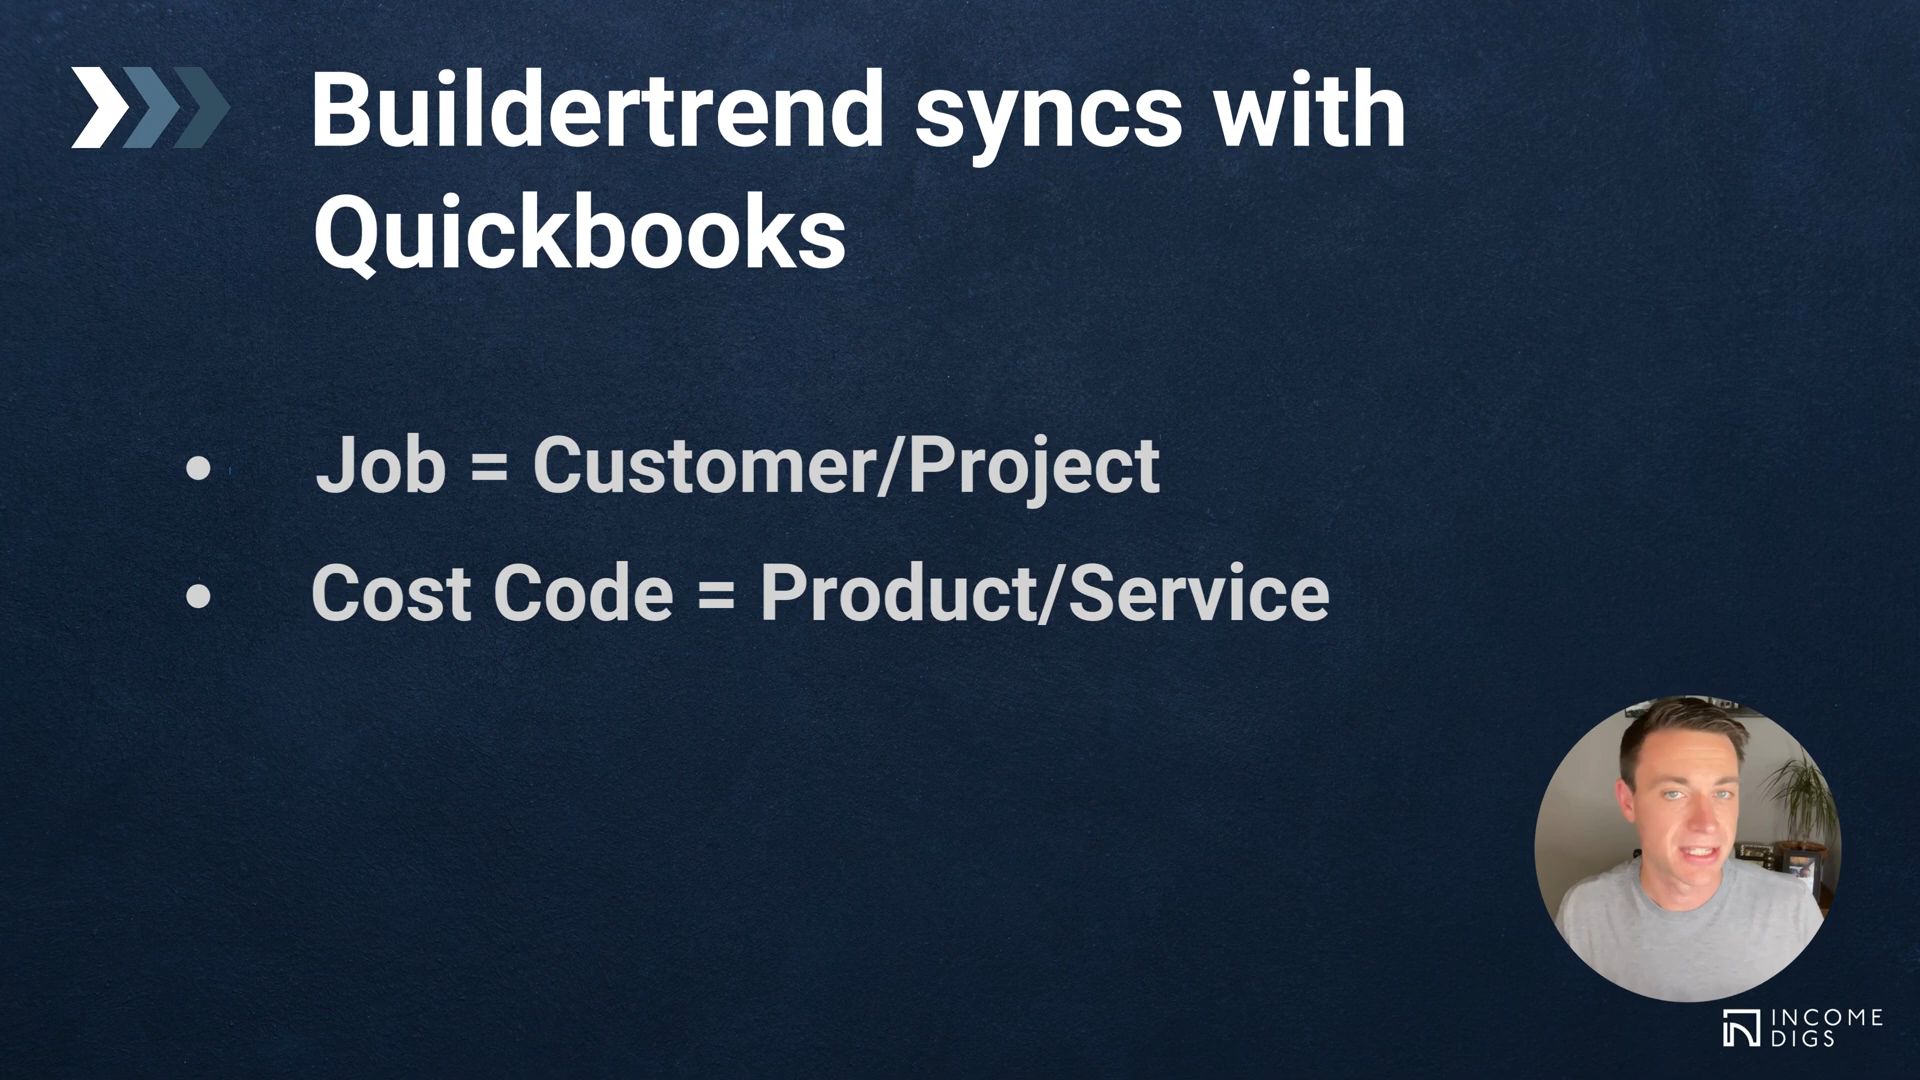 Buildertrend syncs with
Quickbooks
• Job = Customer/Project
• Cost Code = Product/Service
INCOME
DIGS